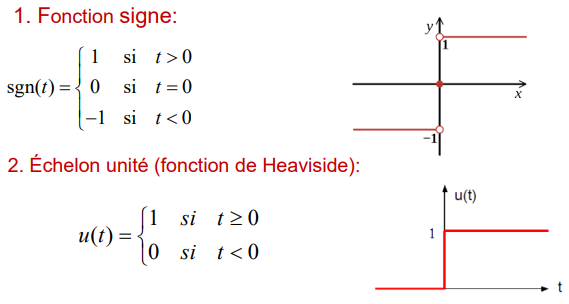 1. Fonction signe:
sgn(t) = { 1 si t > 0
0 si t = 0
−1 si t < 0
y
1
x
−1
2. Échelon unité (fonction de Heaviside):
u(t) = { 1 si t ≥ 0
0 si t < 0
u(t)
1
t